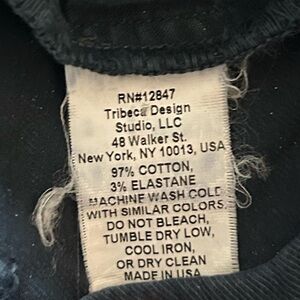 RN#12847
Tribeca Design
Studio, LLC
48 Walker St.
New York, NY 10013, USA
97% COTTON,
3% ELASTANE
MACHINE WASH COLD
WITH SIMILAR COLORS,
DO NOT BLEACH,
TUMBLE DRY LOW,
COOL IRON,
OR DRY CLEAN
MADE IN USA